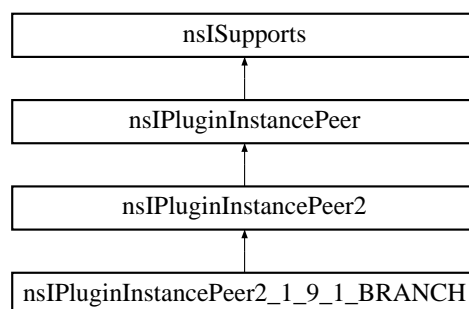 nsISupports
nsIPluginInstancePeer
nsIPluginInstancePeer2
nsIPluginInstancePeer2_1_9_1_BRANCH